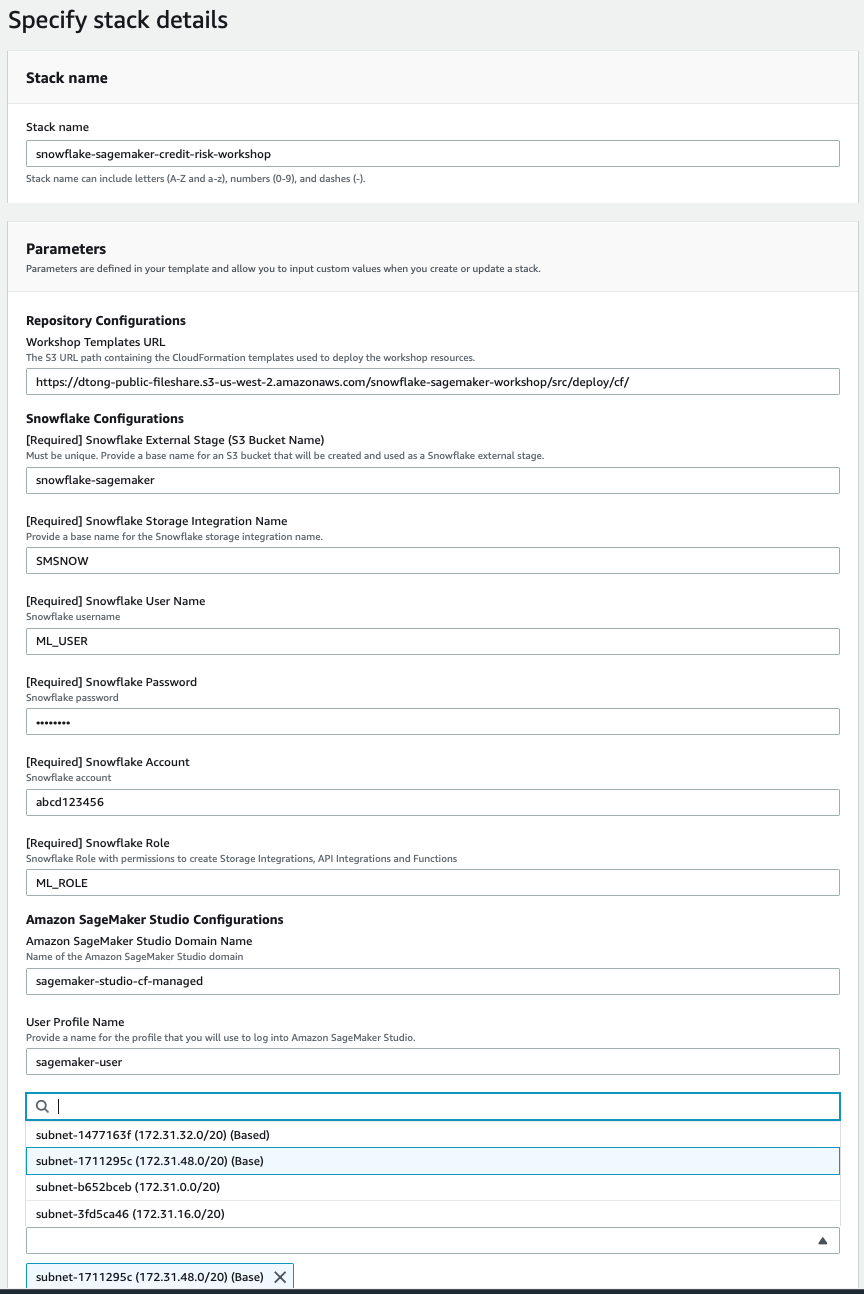 Specify stack details
Stack name
Stack name
snowflake-sagemaker-credit-risk-workshop
Stack name can include letters (A-Z and a-z), numbers (0-9), and dashes (-).
Parameters
Parameters are defined in your template and allow you to input custom values when you create or update a stack.
Repository Configurations
Workshop Templates URL
The S3 URL path containing the CloudFormation templates used to deploy the workshop resources.
https://dtong-public-fileshare.s3-us-west-2.amazonaws.com/snowflake-sagemaker-workshop/src/deploy/cf/
Snowflake Configurations
[Required] Snowflake External Stage (S3 Bucket Name)
Must be unique. Provide a base name for an S3 bucket that will be created and used as a Snowflake external stage.
snowflake-sagemaker
[Required] Snowflake Storage Integration Name
Provide a base name for the Snowflake storage integration name.
SMSNOW
[Required] Snowflake User Name
Snowflake username
ML_USER
[Required] Snowflake Password
Snowflake password
••••••••
[Required] Snowflake Account
Snowflake account
abcd123456
[Required] Snowflake Role
Snowflake Role with permissions to create Storage Integrations, API Integrations and Functions
ML_ROLE
Amazon SageMaker Studio Configurations
Amazon SageMaker Studio Domain Name
Name of the Amazon SageMaker Studio domain
sagemaker-studio-cf-managed
User Profile Name
Provide a name for the profile that you will use to log into Amazon SageMaker Studio.
sagemaker-user
subnet-1477163f (172.31.32.0/20) (Based)
subnet-1711295c (172.31.48.0/20) (Base)
subnet-b652bceb (172.31.0.0/20)
subnet-3fd5ca46 (172.31.16.0/20)
subnet-1711295c (172.31.48.0/20) (Base)